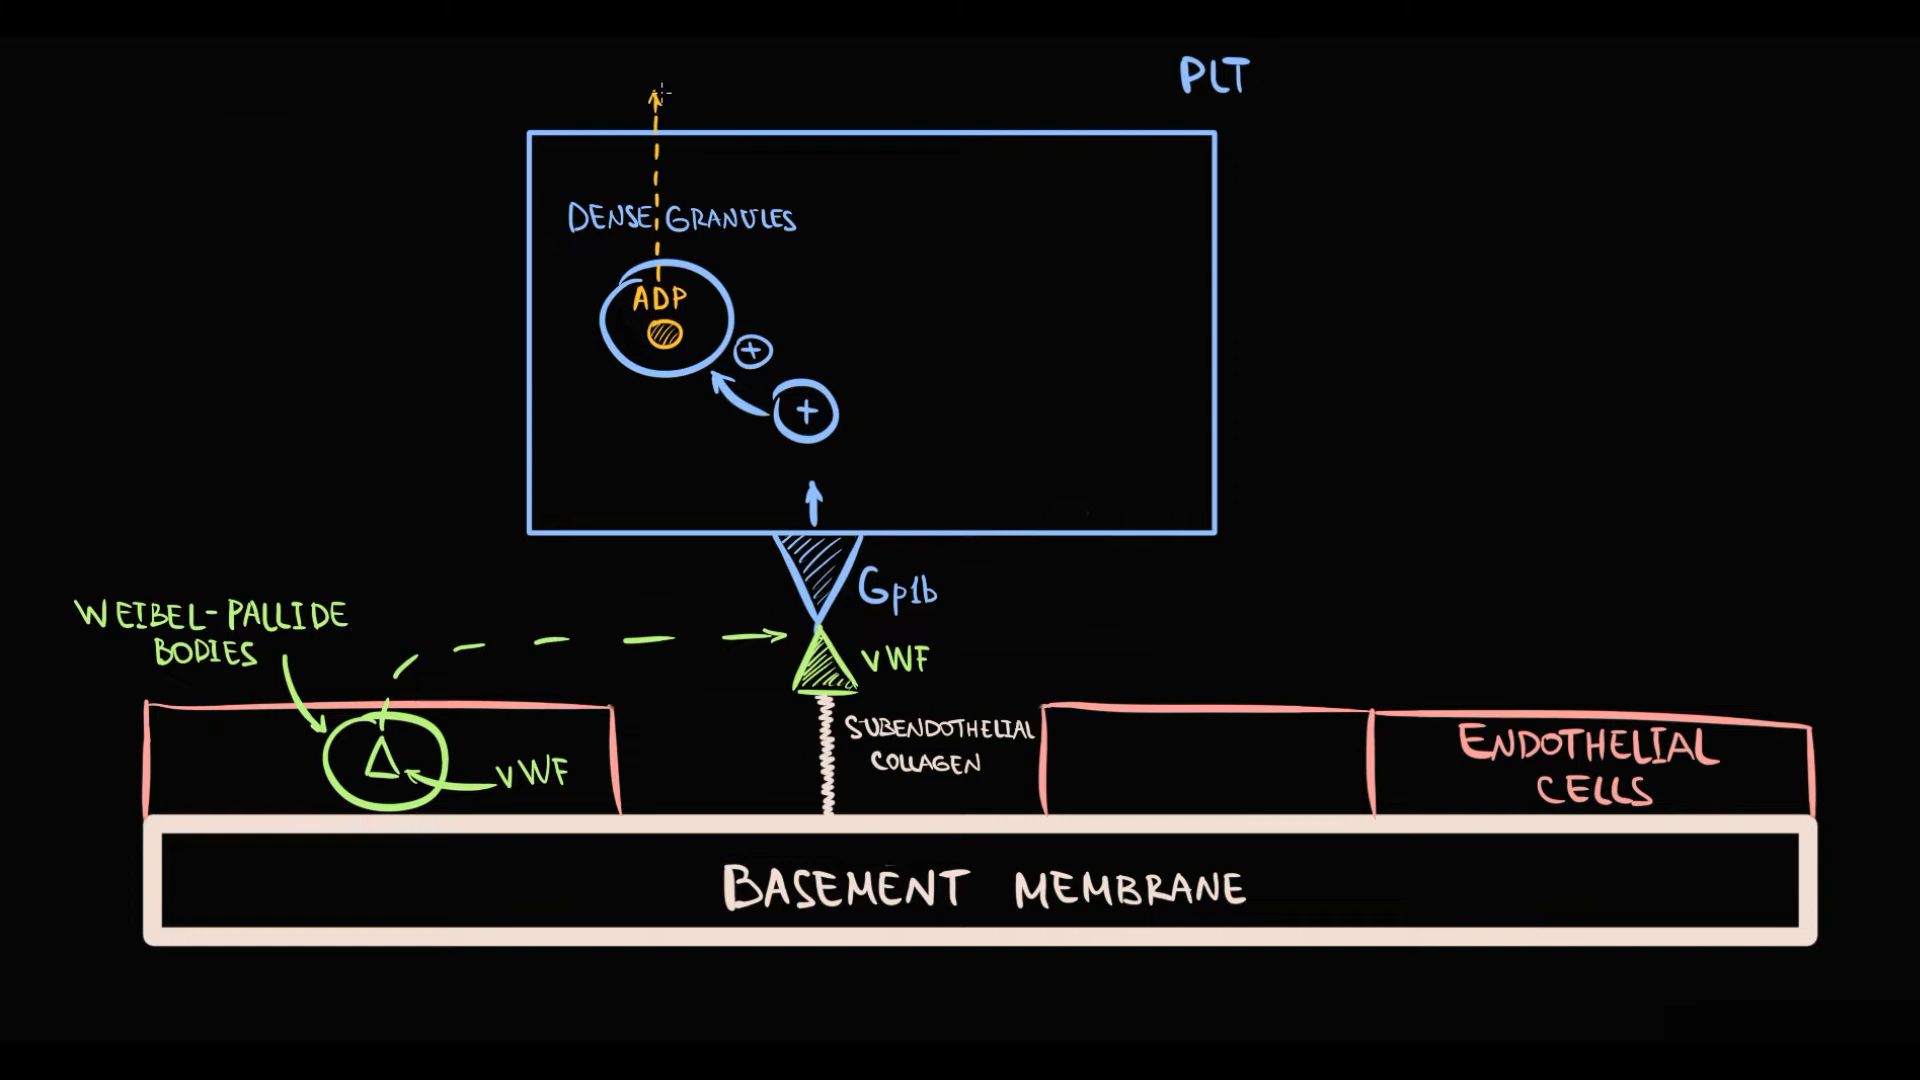 PLT
DENSE GRANULES
ADP
+
+
Gp1b
WEIBEL-PALLIDE
BODIES
vWF
SUBENDOTHELIAL
COLLAGEN
vWF
ENDOTHELIAL
CELLS
BASEMENT MEMBRANE